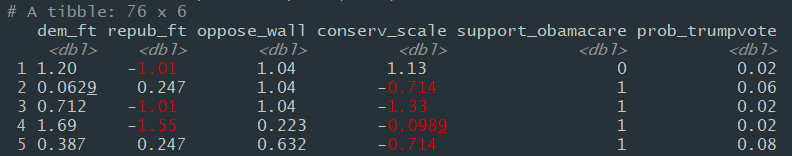 # A tibble: 76 x 6
dem_ft repub_ft oppose_wall conserv_scale support_obamacare prob_trumpvote
<dbl> <dbl> <dbl> <dbl> <dbl> <dbl>
1 1.20 -1.01 1.04 1.13 0 0.02
2 0.0629 0.247 1.04 -0.714 1 0.06
3 0.712 -1.01 1.04 -1.33 1 0.02
4 1.69 -1.55 0.223 -0.0989 1 0.02
5 0.387 0.247 0.632 -0.714 1 0.08